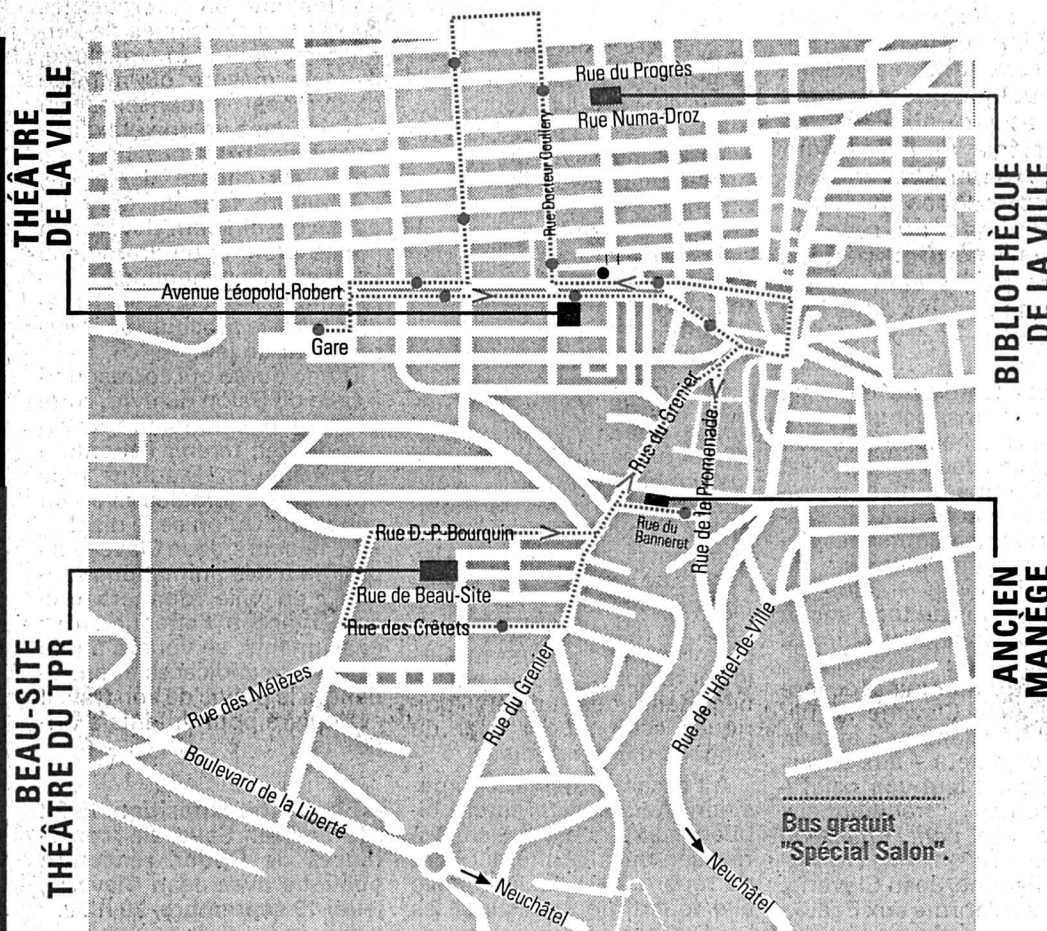 THÉÂTRE
DE LA VILLE
BEAU-SITE
THÉÂTRE DU TPR
Rue du Progrès
Rue Numa-Droz
Rue Docteur Coullery
Avenue Léopold-Robert
Gare
Rue du Grenier
Rue de la Promenade
Rue du
Banneret
Rue D.-P. Bourquin
Rue de Beau-Site
Rue des Crêtets
Rue des Mélèzes
Rue du Grenier
Boulevard de la Liberté
Rue de l'Hôtel-de-Ville
Neuchâtel
Neuchâtel
Bus gratuit
"Spécial Salon".
BIBLIOTHÈQUE
DE LA VILLE
ANCIEN
MANÈGE